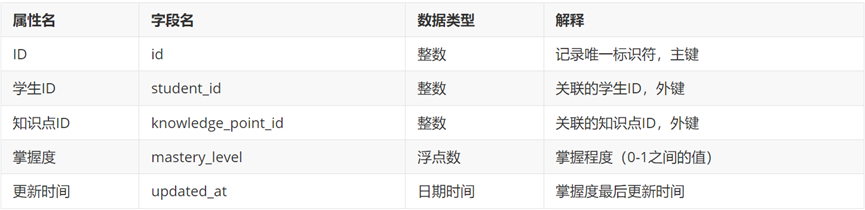 属性名 字段名 数据类型 解释
ID id 整数 记录唯一标识符，主键
学生ID student_id 整数 关联的学生ID，外键
知识点ID knowledge_point_id 整数 关联的知识点ID，外键
掌握度 mastery_level 浮点数 掌握程度（0-1之间的值）
更新时间 updated_at 日期时间 掌握度最后更新时间